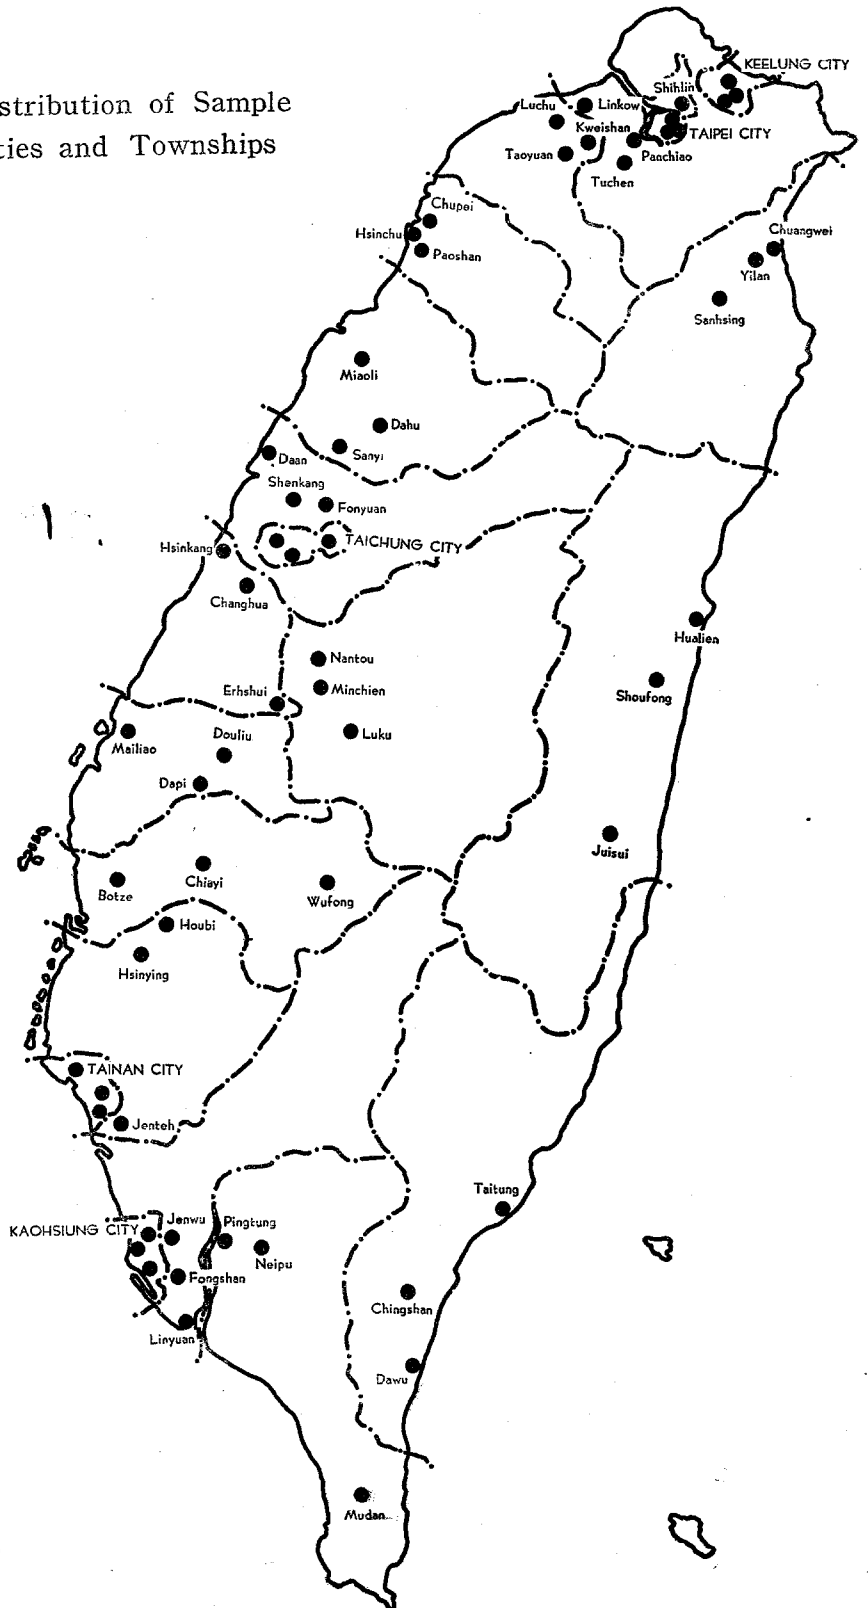 stribution of Sample
ties and Townships
KEELUNG CITY
Shihlin
Luchu
Linkow
Kweishan
TAIPEI CITY
Taoyuan
Panchiao
Tuchen
Chupei
Hsinchu
Paoshan
Chuangwei
Yilan
Sanhsing
Miaoli
Dahu
Sanyi
Daan
Shenkang
Fonyuan
Hsinkang
TAICHUNG CITY
Changhua
Hualien
Nantou
Minchien
Erhshui
Shoufong
Mailiao
Douliu
Luku
Dapi
Juisui
Botze
Chiayi
Wufong
Houbi
Hsinying
TAINAN CITY
Jenteh
Taitung
KAOHSIUNG CITY
Jenwu
Pingtung
Neipu
Fongshan
Chingshan
Linyuan
Dawu
Mudan